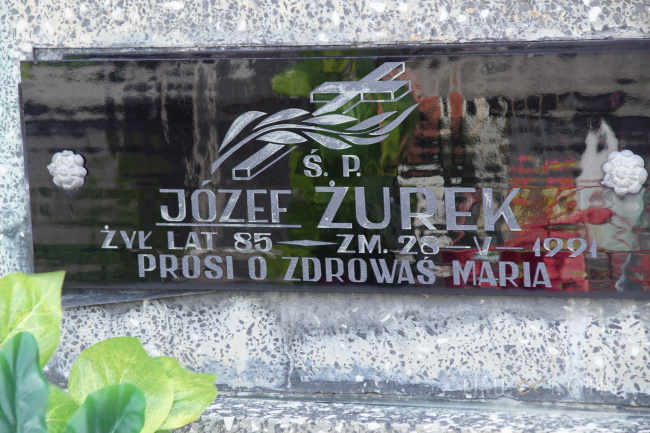 Ś. P.
JÓZEF ŻUREK
ŻYŁ LAT 85 — ZM. 28 — V — 1991
PROSI O ZDROWAŚ MARIA